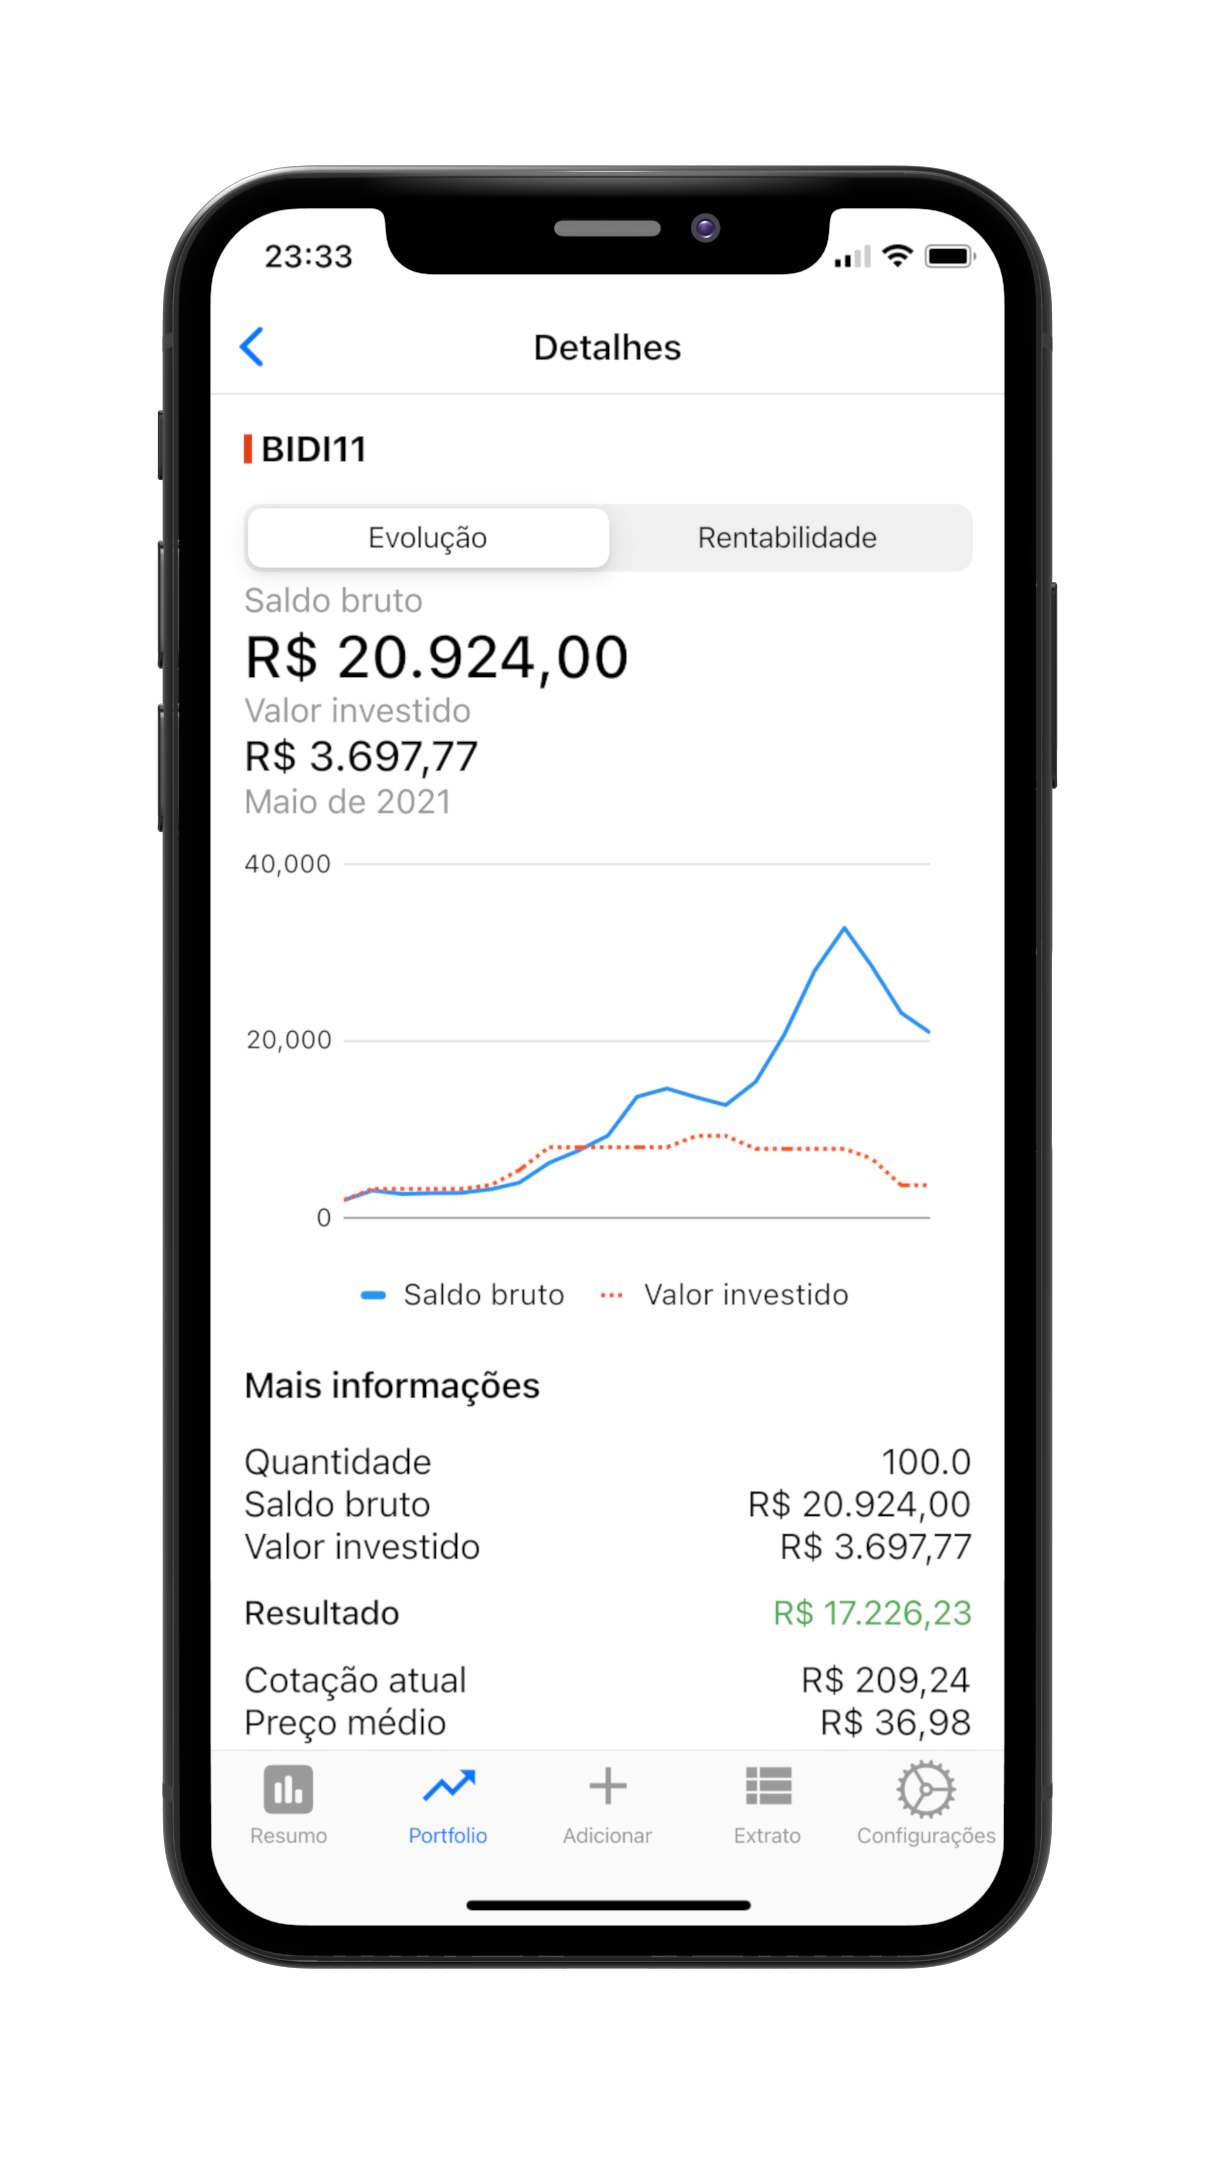 23:33
Detalhes
BIDI11
Evolução Rentabilidade
Saldo bruto
R$ 20.924,00
Valor investido
R$ 3.697,77
Maio de 2021
40,000
20,000
0
Saldo bruto Valor investido
Mais informações
Quantidade 100.0
Saldo bruto R$ 20.924,00
Valor investido R$ 3.697,77
Resultado R$ 17.226,23
Cotação atual R$ 209,24
Preço médio R$ 36,98
Resumo Portfolio Adicionar Extrato Configurações